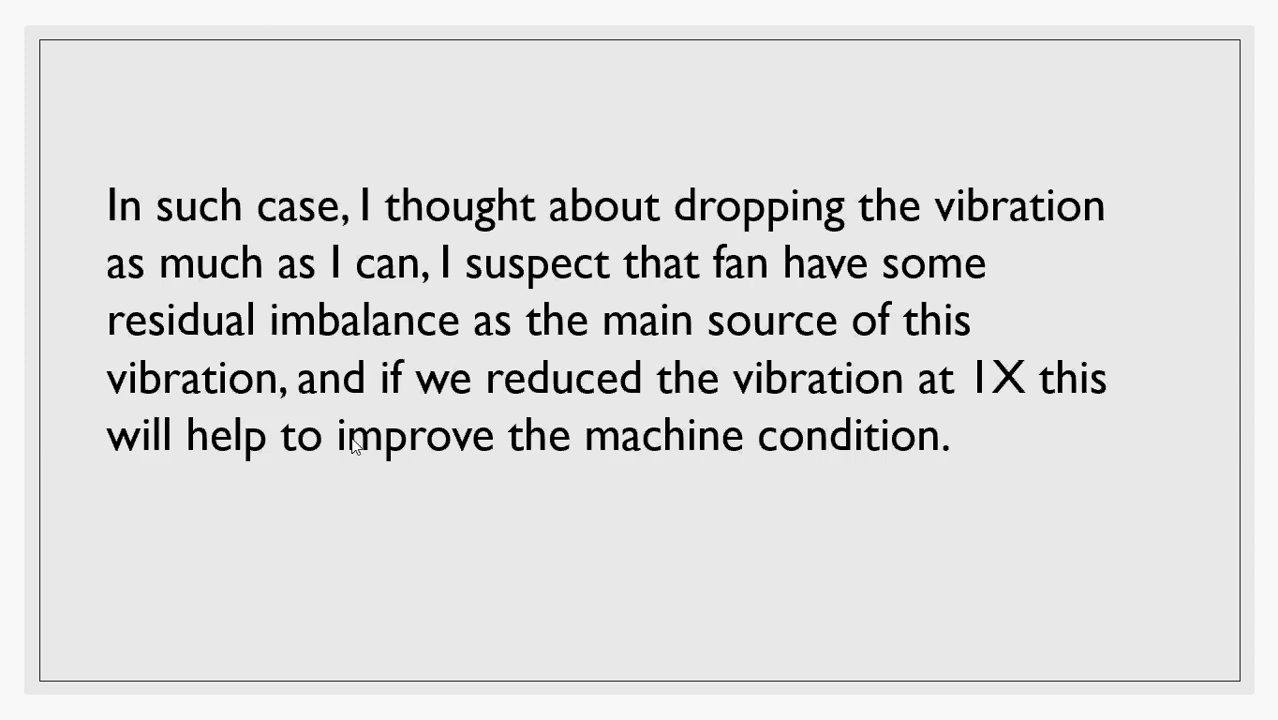 In such case, I thought about dropping the vibration
as much as I can, I suspect that fan have some
residual imbalance as the main source of this
vibration, and if we reduced the vibration at 1X this
will help to improve the machine condition.